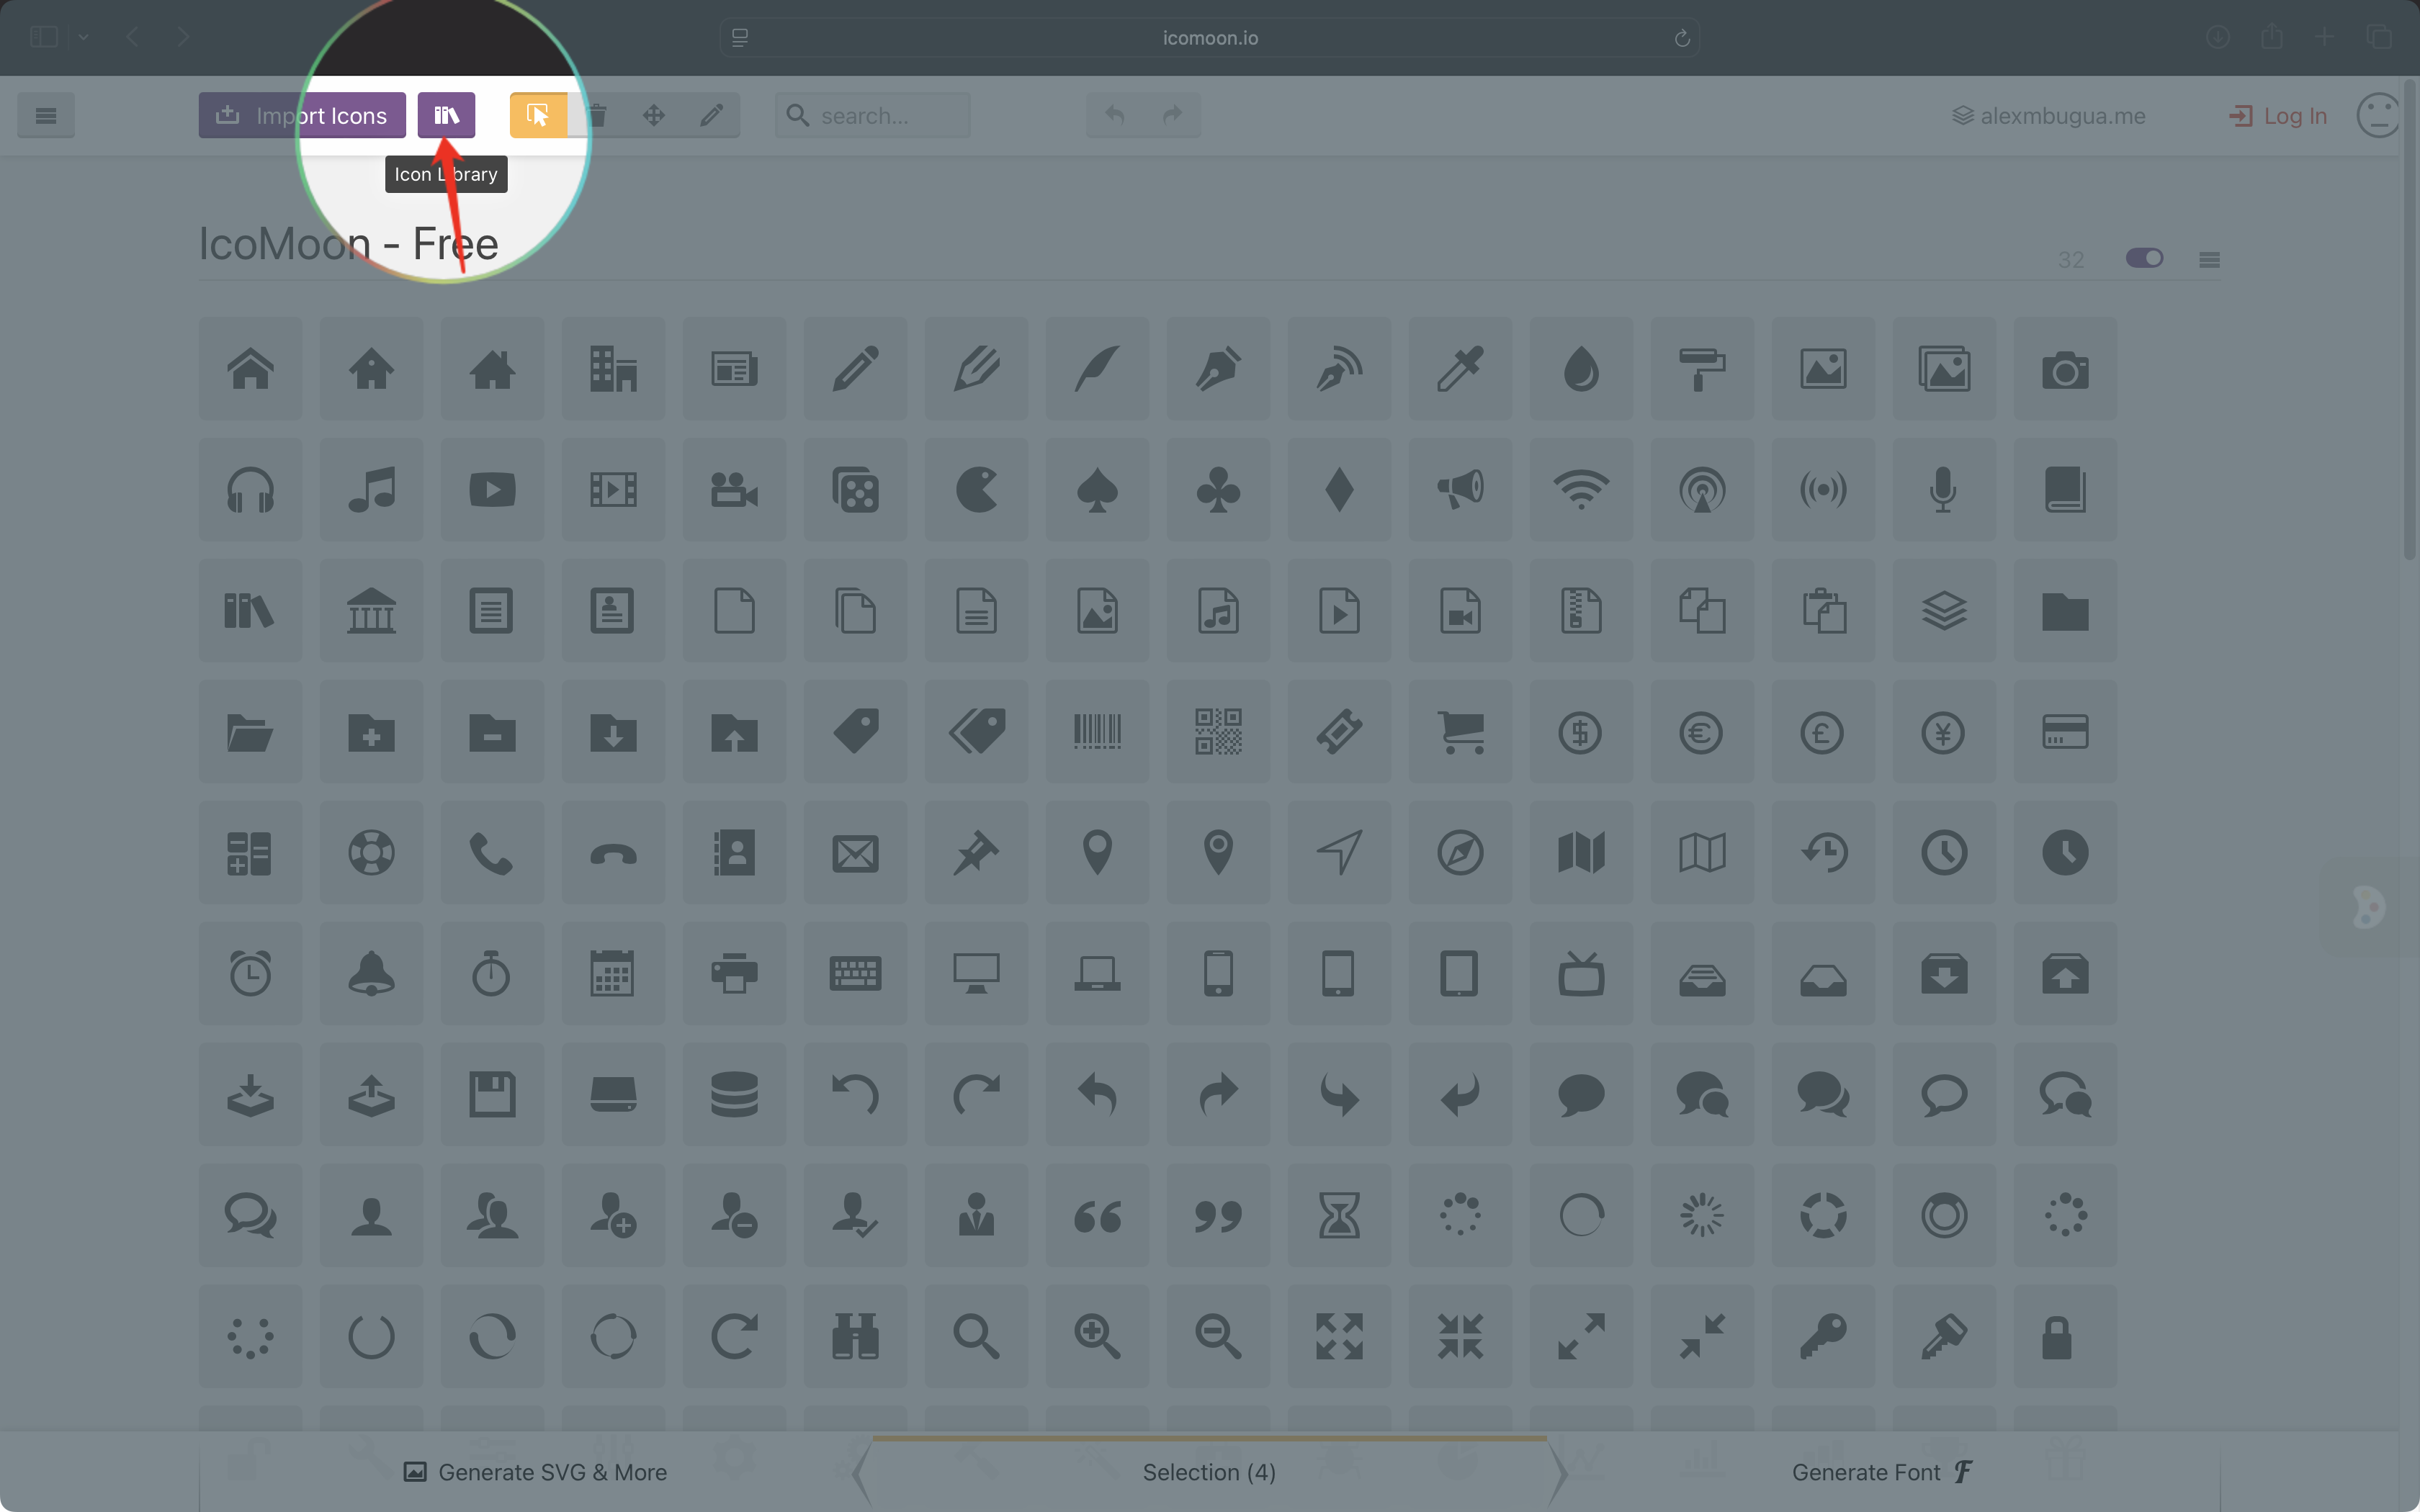 icomoon.io
Import Icons
search...
alexmbugua.me
Log In
Icon Library
IcoMoon - Free
32
Generate SVG & More
Selection (4)
Generate Font